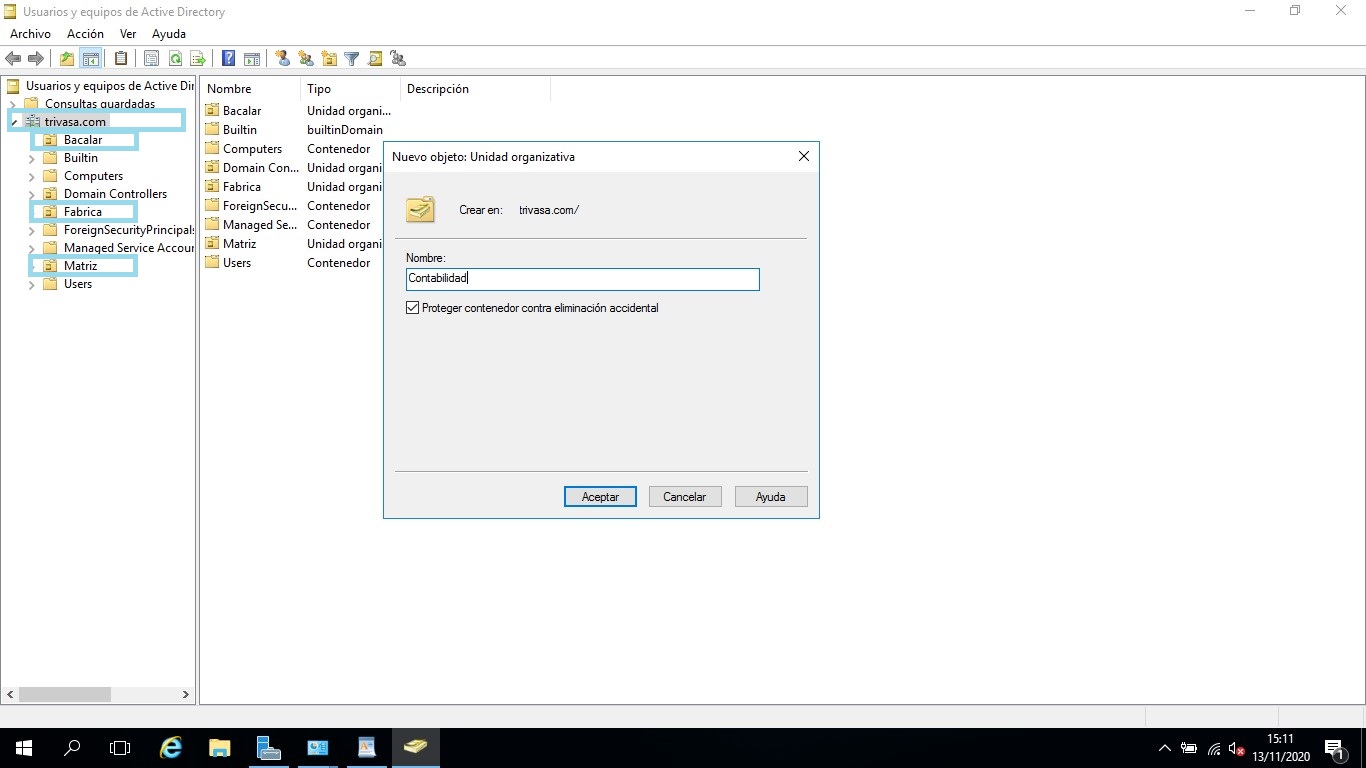 Usuarios y equipos de Active Directory
Archivo Acción Ver Ayuda
Usuarios y equipos de Active Dir
Consultas guardadas
trivasa.com
Bacalar
Builtin
Computers
Domain Controllers
Fabrica
ForeignSecurityPrincipals
Managed Service Accour
Matriz
Users
Nombre Tipo Descripción
Bacalar Unidad organi...
Builtin builtinDomain
Computers Contenedor
Domain Con... Unidad organi
Fabrica Unidad organi
ForeignSecu... Contenedor
Managed Se... Contenedor
Matriz Unidad organi
Users Contenedor
Nuevo objeto: Unidad organizativa
Crear en: trivasa.com/
Nombre:
Contabilidad
Proteger contenedor contra eliminación accidental
Aceptar Cancelar Ayuda
15:11
13/11/2020
1